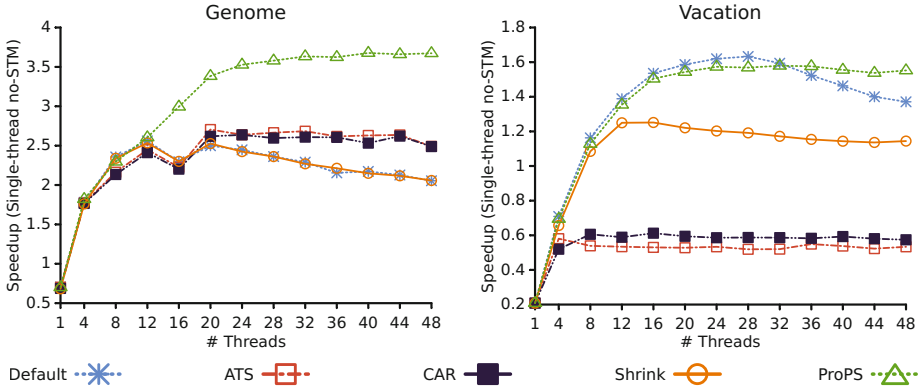 Genome
Speedup (Single-thread no-STM)
4
3.5
3
2.5
2
1.5
1
0.5
1 4 8 12 16 20 24 28 32 36 40 44 48
# Threads
Vacation
Speedup (Single-thread no-STM)
1.8
1.6
1.4
1.2
1
0.8
0.6
0.4
0.2
1 4 8 12 16 20 24 28 32 36 40 44 48
# Threads
Default ATS CAR Shrink ProPS